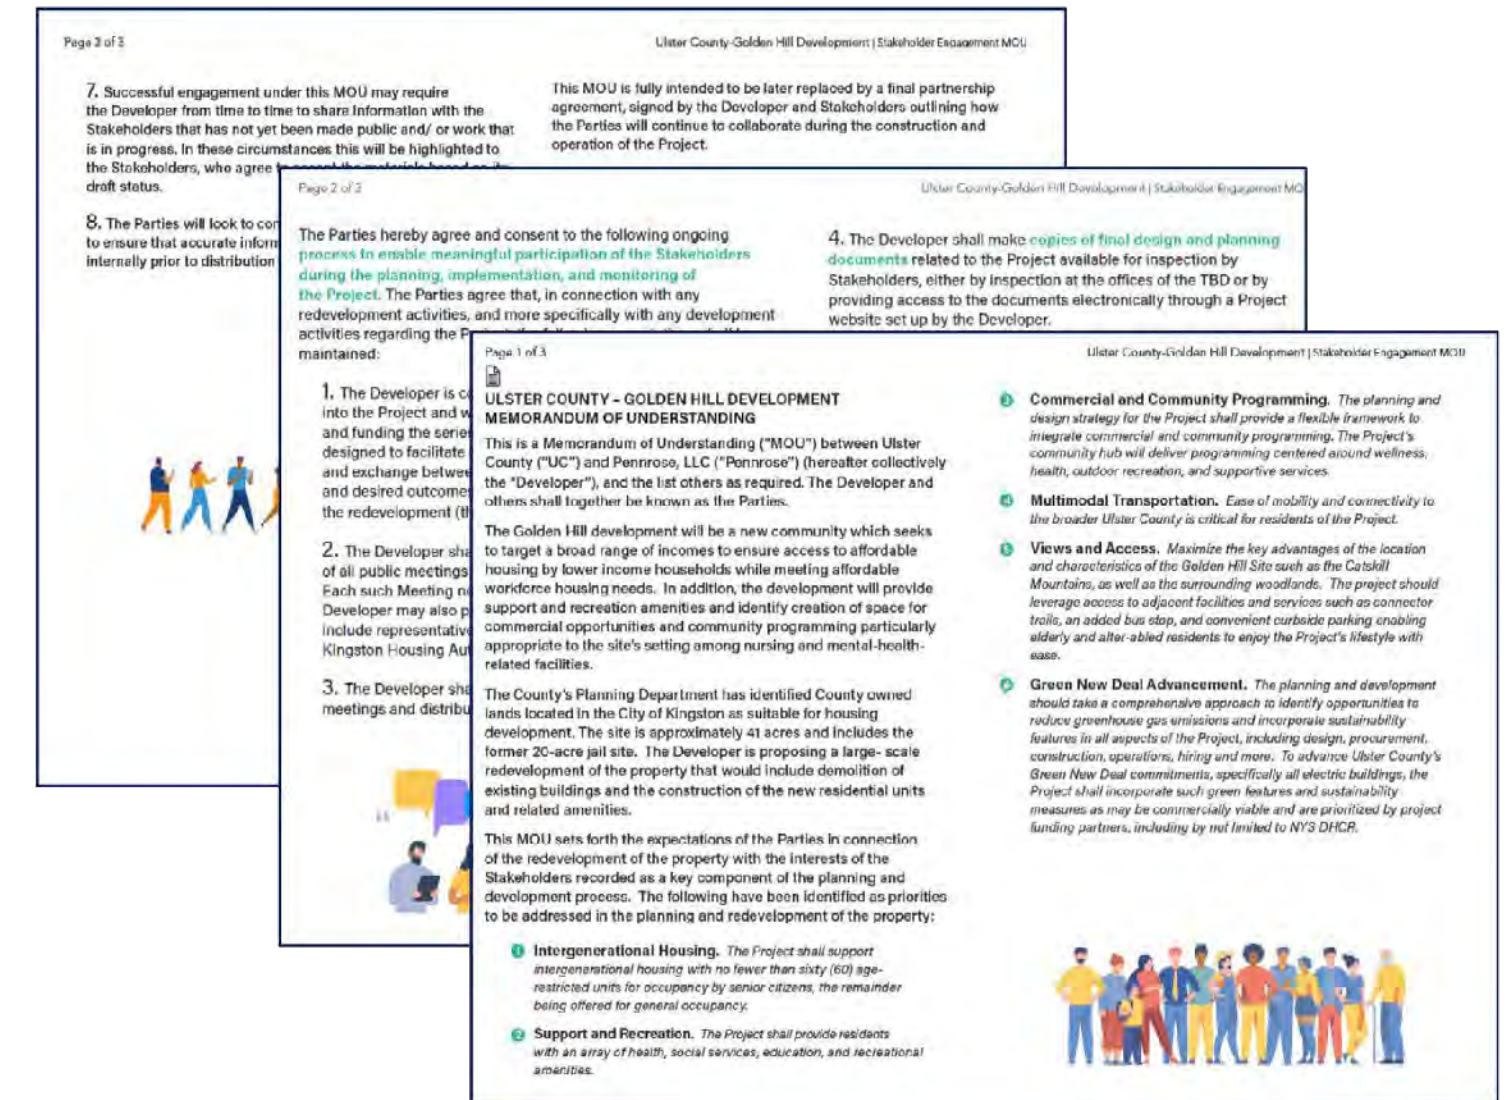 Page 3 of 3
Ulster County-Golden Hill Development | Stakeholder Engagement MOU
7. Successful engagement under this MOU may require
the Developer from time to time to share information with the
Stakeholders that has not yet been made public and/ or work that
is in progress. In these circumstances this will be highlighted to
the Stakeholders, who agree
draft status.
8. The Parties will look to
to ensure that accurate
internally prior to distribution
This MOU is fully intended to be later replaced by a final partnership
agreement, signed by the Developer and Stakeholders outlining how
the Parties will continue to collaborate during the construction and
operation of the Project.
Page 2 of 3
Ulster County-Golden Hill Development | Stakeholder Engagement MO
The Parties hereby agree and consent to the following ongoing
process to enable meaningful participation of the Stakeholders
during the planning, implementation, and monitoring of
the Project. The Parties agree that, in connection with any
redevelopment activities, and more specifically with any development
activities regarding the
maintained:
1. The Developer is
into the Project and
and funding the
designed to facilitate
and exchange
and desired
the redevelopment
2. The Developer
of all public meetings
Each such Meeting
Developer may also
include
Kingston Housing
3. The Developer
meetings and
4. The Developer shall make copies of final design and planning
documents related to the Project available for inspection by
Stakeholders, either by inspection at the offices of the TBD or by
providing access to the documents electronically through a Project
website set up by the Developer.
Page 1 of 3
Ulster County-Golden Hill Development | Stakeholder Engagement MOU
ULSTER COUNTY – GOLDEN HILL DEVELOPMENT
MEMORANDUM OF UNDERSTANDING
This is a Memorandum of Understanding ("MOU") between Ulster
County ("UC") and Pennrose, LLC ("Pennrose") (hereafter collectively
the "Developer"), and the list others as required. The Developer and
others shall together be known as the Parties.
The Golden Hill development will be a new community which seeks
to target a broad range of incomes to ensure access to affordable
housing by lower income households while meeting affordable
workforce housing needs. In addition, the development will provide
support and recreation amenities and identify creation of space for
commercial opportunities and community programming particularly
appropriate to the site's setting among nursing and mental-health-
related facilities.
The County's Planning Department has identified County owned
lands located in the City of Kingston as suitable for housing
development. The site is approximately 41 acres and includes the
former 20-acre jail site. The Developer is proposing a large- scale
redevelopment of the property that would include demolition of
existing buildings and the construction of the new residential units
and related amenities.
This MOU sets forth the expectations of the Parties in connection
of the redevelopment of the property with the interests of the
Stakeholders recorded as a key component of the planning and
development process. The following have been identified as priorities
to be addressed in the planning and redevelopment of the property:
1 Intergenerational Housing. The Project shall support
intergenerational housing with no fewer than sixty (60) age-
restricted units for occupancy by senior citizens, the remainder
being offered for general occupancy.
2 Support and Recreation. The Project shall provide residents
with an array of health, social services, education, and recreational
amenities.
3 Commercial and Community Programming. The planning and
design strategy for the Project shall provide a flexible framework to
integrate commercial and community programming. The Project's
community hub will deliver programming centered around wellness,
health, outdoor recreation, and supportive services.
4 Multimodal Transportation. Ease of mobility and connectivity to
the broader Ulster County is critical for residents of the Project.
5 Views and Access. Maximize the key advantages of the location
and characteristics of the Golden Hill Site such as the Catskill
Mountains, as well as the surrounding woodlands. The project should
leverage access to adjacent facilities and services such as connector
trails, an added bus stop, and convenient curbside parking enabling
elderly and alter-abled residents to enjoy the Project's lifestyle with
ease.
6 Green New Deal Advancement. The planning and development
should take a comprehensive approach to identify opportunities to
reduce greenhouse gas emissions and incorporate sustainability
features in all aspects of the Project, including design, procurement,
construction, operations, hiring and more. To advance Ulster County's
Green New Deal commitments, specifically all electric buildings, the
Project shall incorporate such green features and sustainability
measures as may be commercially viable and are prioritized by project
funding partners, including by not limited to NYS DHCR.